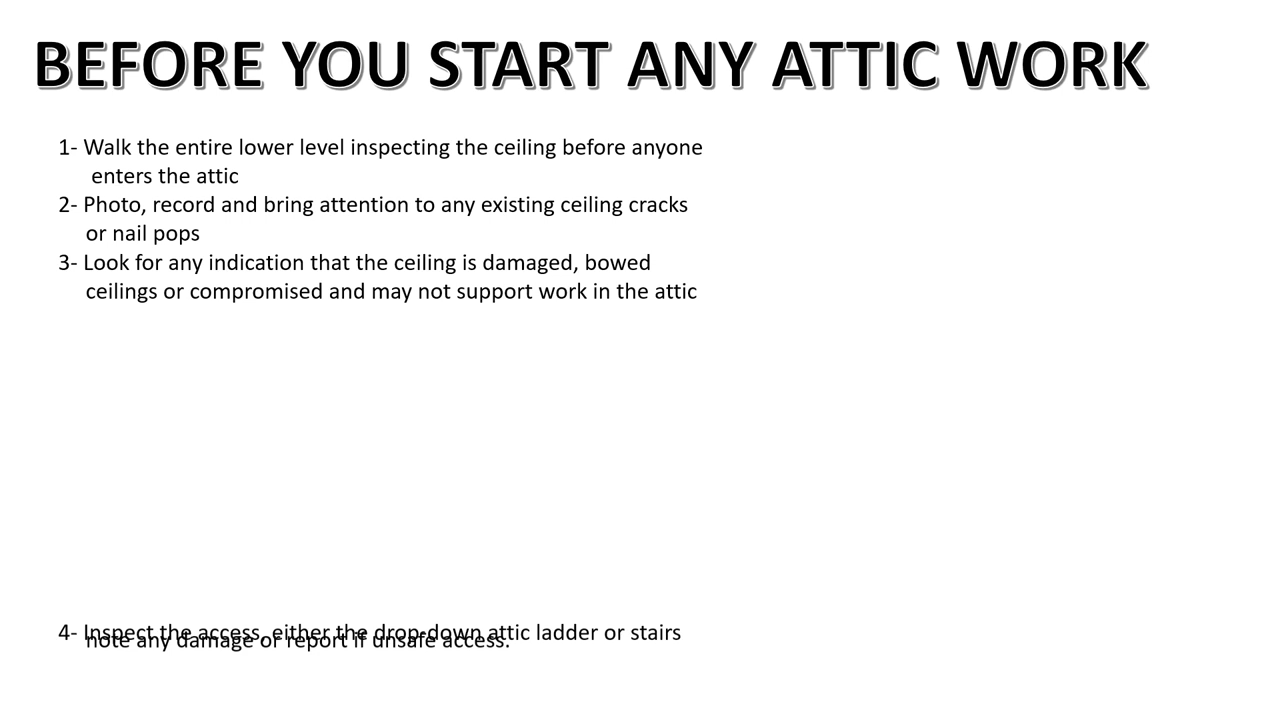 BEFORE YOU START ANY ATTIC WORK
1- Walk the entire lower level inspecting the ceiling before anyone
enters the attic
2- Photo, record and bring attention to any existing ceiling cracks
or nail pops
3- Look for any indication that the ceiling is damaged, bowed
ceilings or compromised and may not support work in the attic
4- Inspect the access, either the drop-down attic ladder or stairs
note any damage or report if unsafe access.